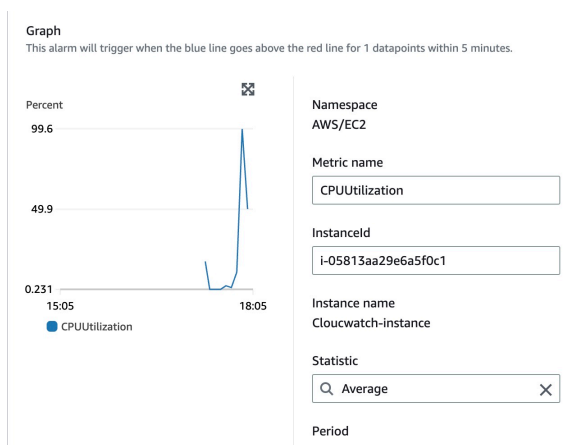 Graph
This alarm will trigger when the blue line goes above the red line for 1 datapoints within 5 minutes.
Percent
99.6
49.9
0.231
15:05 18:05
CPUUtilization
Namespace
AWS/EC2
Metric name
CPUUtilization
InstanceId
i-05813aa29e6a5f0c1
Instance name
Cloucwatch-instance
Statistic
Average
Period